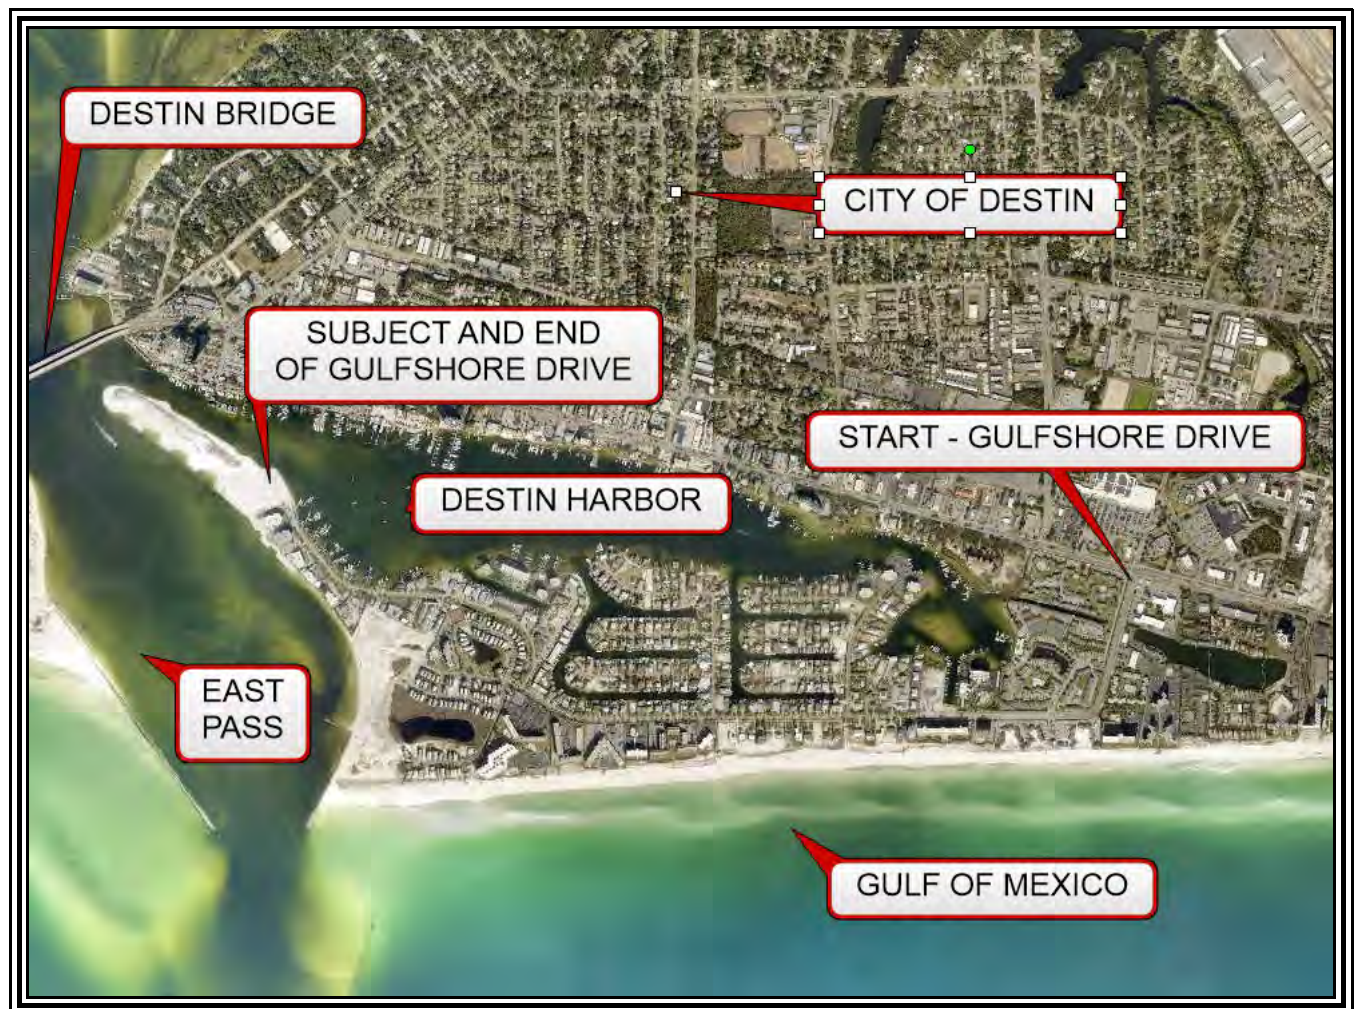 DESTIN BRIDGE
CITY OF DESTIN
SUBJECT AND END
OF GULFSHORE DRIVE
START - GULFSHORE DRIVE
DESTIN HARBOR
EAST
PASS
GULF OF MEXICO